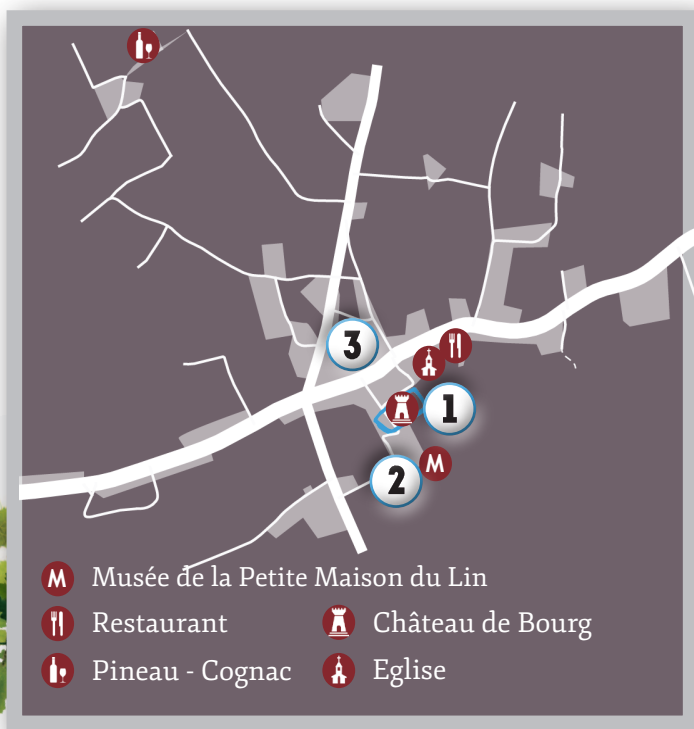 3
1
2
M
M Musée de la Petite Maison du Lin
Restaurant
Château de Bourg
Pineau - Cognac
Eglise